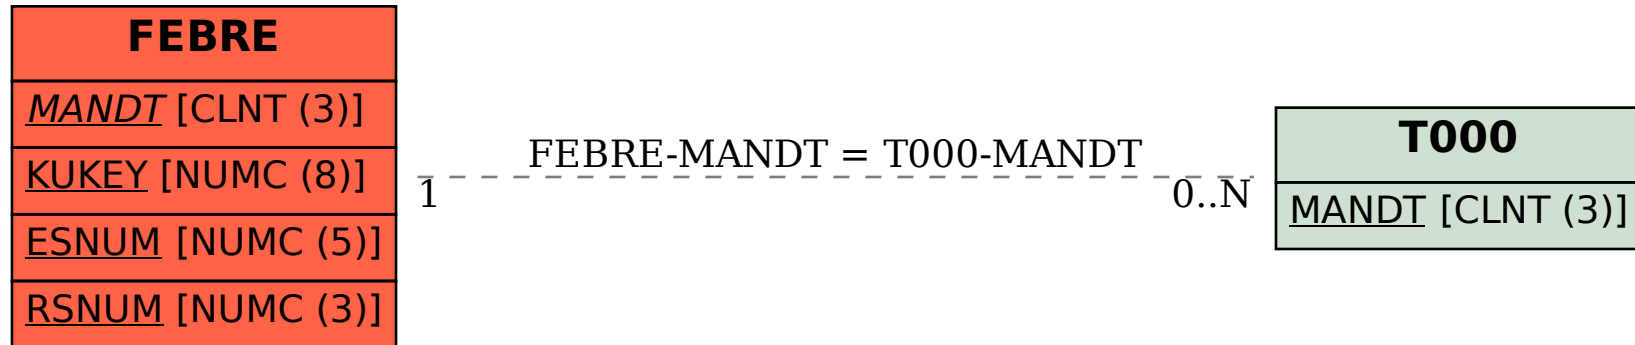 FEBRE
MANDT [CLNT (3)]
KUKEY [NUMC (8)]
ESNUM [NUMC (5)]
RSNUM [NUMC (3)]
FEBRE-MANDT = T000-MANDT
1
0..N
T000
MANDT [CLNT (3)]